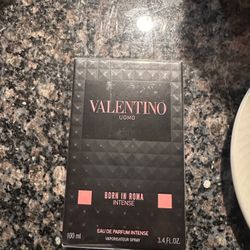 VALENTINO
UOMO
BORN IN ROMA
INTENSE
EAU DE PARFUM INTENSE
VAPORISATEUR SPRAY
100 ml
3.4 FL.OZ.